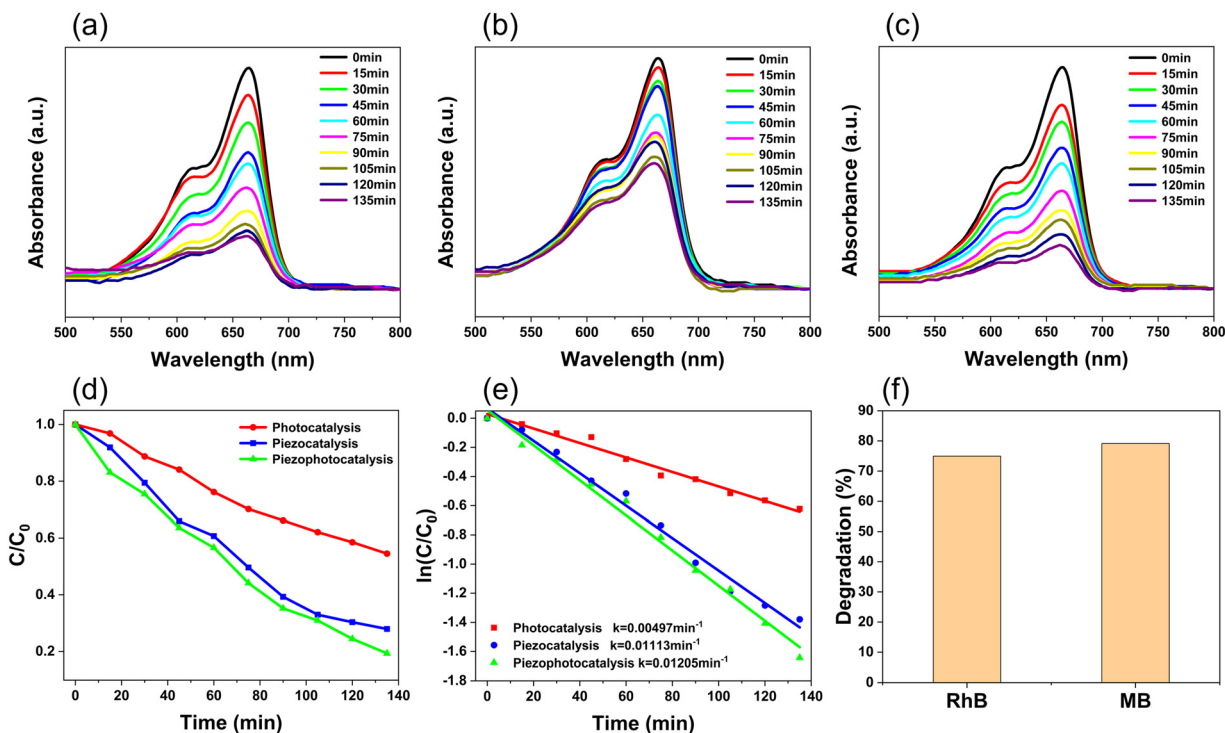 (a)
0min
15min
30min
45min
60min
75min
90min
105min
120min
135min
Absorbance (a.u.)
500 550 600 650 700 750 800
Wavelength (nm)
(b)
0min
15min
30min
45min
60min
75min
90min
105min
120min
135min
Absorbance (a.u.)
500 550 600 650 700 750 800
Wavelength (nm)
(c)
0min
15min
30min
45min
60min
75min
90min
105min
120min
135min
Absorbance (a.u.)
500 550 600 650 700 750 800
Wavelength (nm)
(d)
Photocatalysis
Piezocatalysis
Piezophotocatalysis
C/C₀
1.0
0.8
0.6
0.4
0.2
0 20 40 60 80 100 120 140
Time (min)
(e)
ln(C/C₀)
0.0
-0.2
-0.4
-0.6
-0.8
-1.0
-1.2
-1.4
-1.6
-1.8
Photocatalysis k=0.00497min⁻¹
Piezocatalysis k=0.01113min⁻¹
Piezophotocatalysis k=0.01205min⁻¹
0 20 40 60 80 100 120 140
Time (min)
(f)
Degradation (%)
90
80
70
60
50
40
30
20
10
0
RhB MB